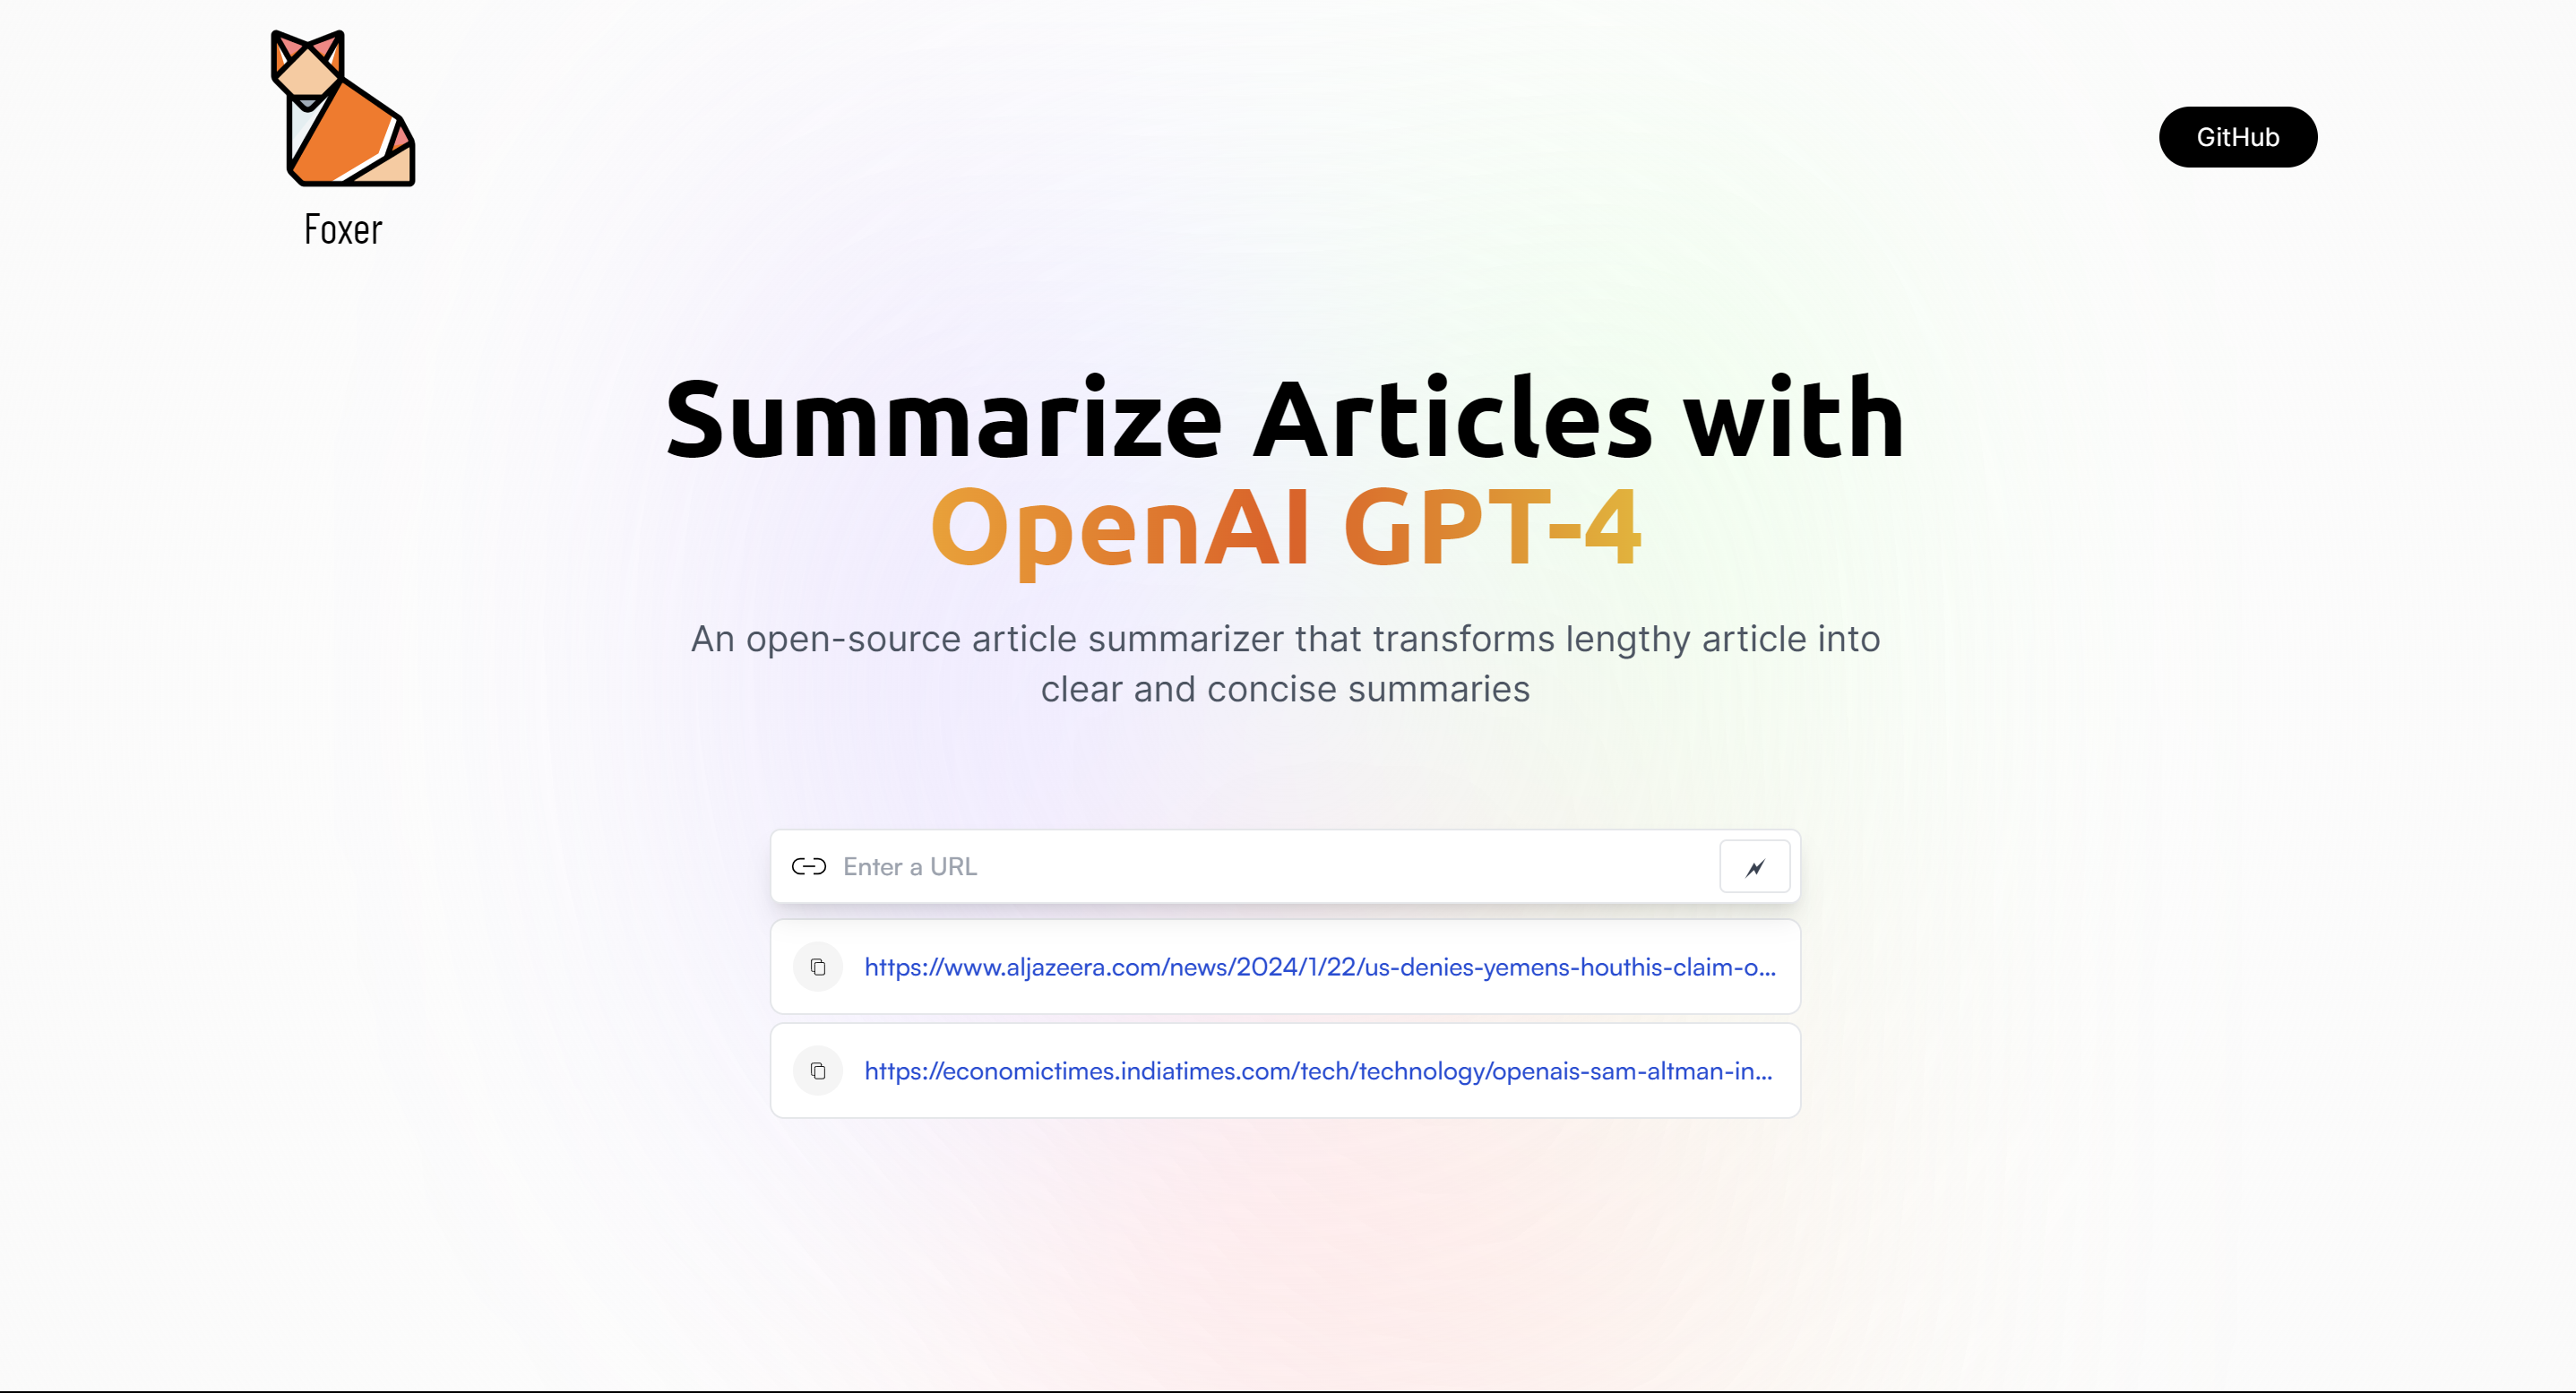 Foxer
GitHub
Summarize Articles with
OpenAI GPT-4
An open-source article summarizer that transforms lengthy article into
clear and concise summaries
Enter a URL
https://www.aljazeera.com/news/2024/1/22/us-denies-yemens-houthis-claim-o...
https://economictimes.indiatimes.com/tech/technology/openais-sam-altman-in...